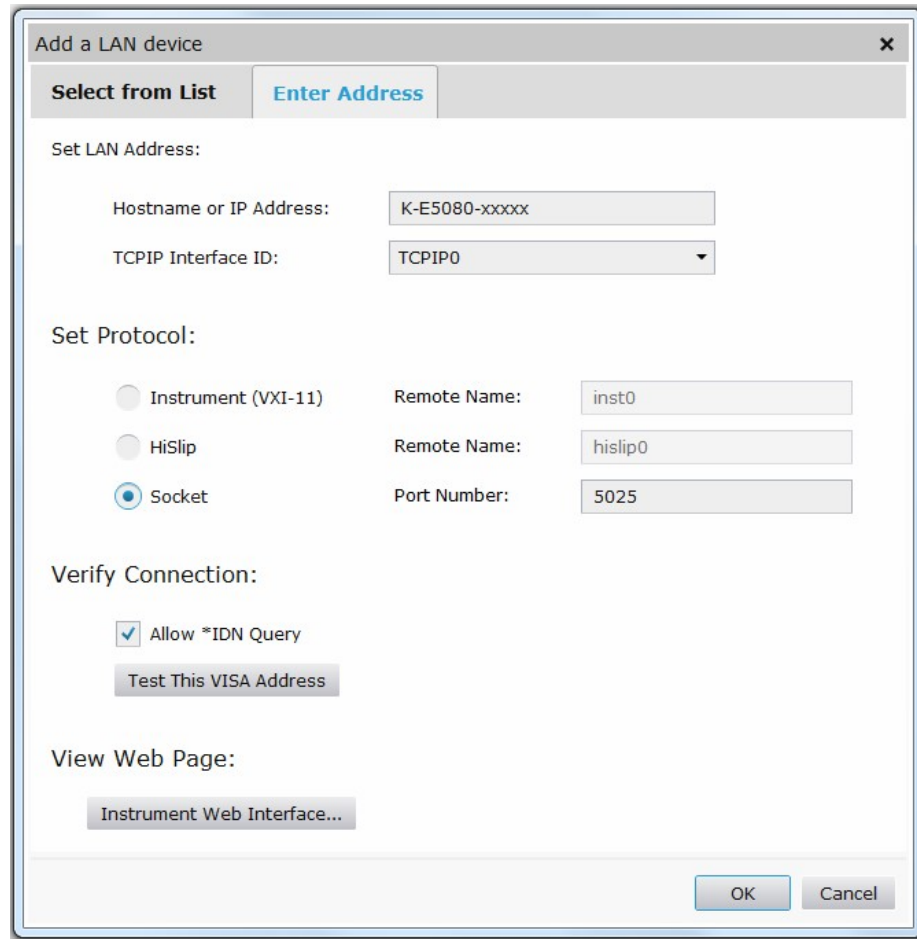 Add a LAN device
Select from List Enter Address
Set LAN Address:
Hostname or IP Address: K-E5080-xxxxx
TCPIP Interface ID: TCPIP0
Set Protocol:
Instrument (VXI-11) Remote Name: inst0
HiSlip Remote Name: hislip0
Socket Port Number: 5025
Verify Connection:
Allow *IDN Query
Test This VISA Address
View Web Page:
Instrument Web Interface...
OK Cancel